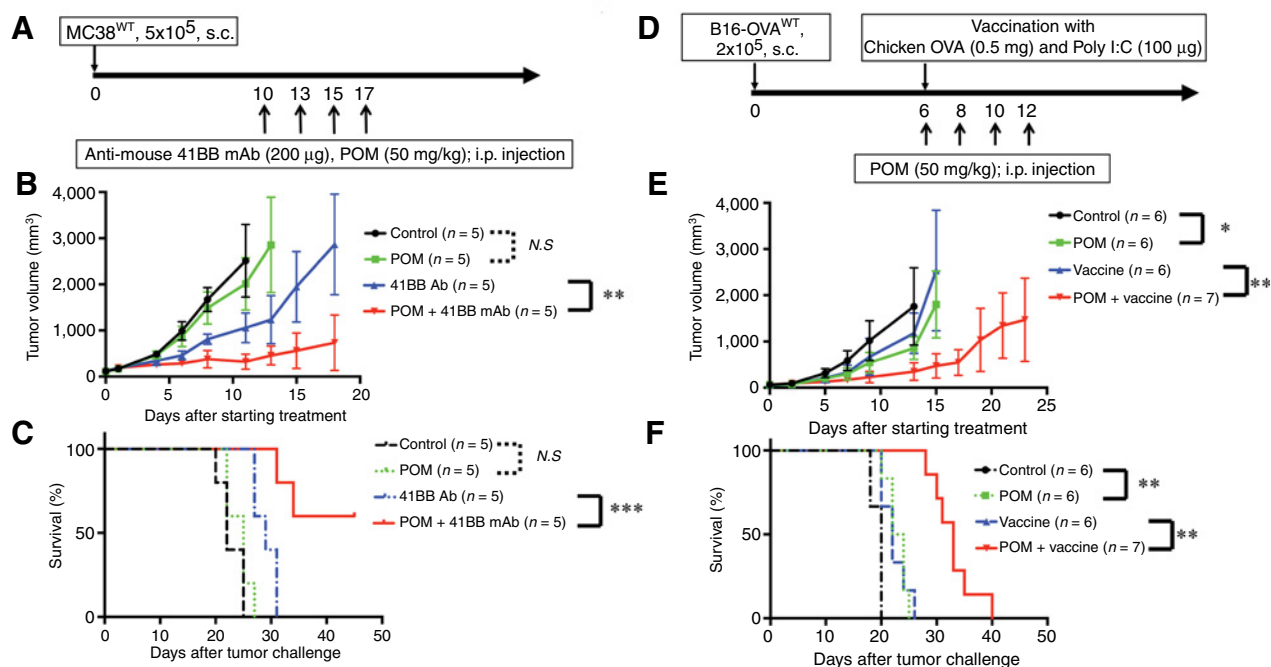 A
MC38WT, 5x105, s.c.
0
10 13 15 17
Anti-mouse 41BB mAb (200 μg), POM (50 mg/kg); i.p. injection
B
Tumor volume (mm3)
4,000
3,000
2,000
1,000
0
0 5 10 15 20
Days after starting treatment
Control (n = 5)
POM (n = 5)
N.S
41BB Ab (n = 5)
POM + 41BB mAb (n = 5)
**
C
Survival (%)
100
50
0
0 10 20 30 40 50
Days after tumor challenge
Control (n = 5)
POM (n = 5)
N.S
41BB Ab (n = 5)
POM + 41BB mAb (n = 5)
***
D
B16-OVAWT,
2x105, s.c.
Vaccination with
Chicken OVA (0.5 mg) and Poly I:C (100 μg)
0
6 8 10 12
POM (50 mg/kg); i.p. injection
E
Tumor volume (mm3)
4,000
3,000
2,000
1,000
0
0 5 10 15 20 25
Days after starting treatment
Control (n = 6)
POM (n = 6)
*
Vaccine (n = 6)
POM + vaccine (n = 7)
**
F
Survival (%)
100
50
0
0 10 20 30 40 50
Days after tumor challenge
Control (n = 6)
POM (n = 6)
**
Vaccine (n = 6)
POM + vaccine (n = 7)
**